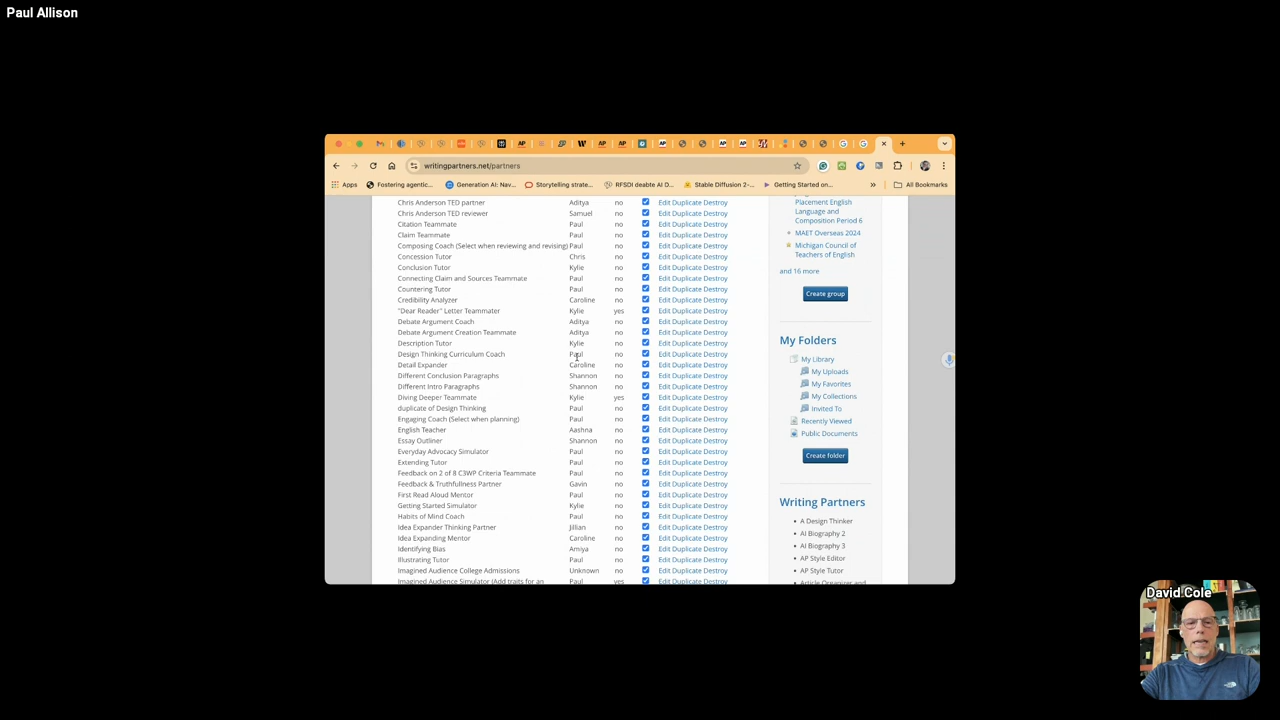 Paul Allison
writingpartners.net/partners
Apps Fostering agentic... Generation AI: Nav... Storytelling strate... RFSDI deabte AI D... Stable Diffusion 2-... Getting Started on... » All Bookmarks
Chris Anderson TED partner Aditya no Edit Duplicate Destroy
Chris Anderson TED reviewer Samuel no Edit Duplicate Destroy
Citation Teammate Paul no Edit Duplicate Destroy
Claim Teammate Paul no Edit Duplicate Destroy
Composing Coach (Select when reviewing and revising) Paul no Edit Duplicate Destroy
Concession Tutor Chris no Edit Duplicate Destroy
Conclusion Tutor Kylie no Edit Duplicate Destroy
Connecting Claim and Sources Teammate Paul no Edit Duplicate Destroy
Countering Tutor Paul no Edit Duplicate Destroy
Credibility Analyzer Caroline no Edit Duplicate Destroy
"Dear Reader" Letter Teammater Kylie yes Edit Duplicate Destroy
Debate Argument Coach Aditya no Edit Duplicate Destroy
Debate Argument Creation Teammate Aditya no Edit Duplicate Destroy
Description Tutor Kylie no Edit Duplicate Destroy
Design Thinking Curriculum Coach Paul no Edit Duplicate Destroy
Detail Expander Caroline no Edit Duplicate Destroy
Different Conclusion Paragraphs Shannon no Edit Duplicate Destroy
Different Intro Paragraphs Shannon no Edit Duplicate Destroy
Diving Deeper Teammate Kylie yes Edit Duplicate Destroy
duplicate of Design Thinking Paul no Edit Duplicate Destroy
Engaging Coach (Select when planning) Paul no Edit Duplicate Destroy
English Teacher Aashna no Edit Duplicate Destroy
Essay Outliner Shannon no Edit Duplicate Destroy
Everyday Advocacy Simulator Paul no Edit Duplicate Destroy
Extending Tutor Paul no Edit Duplicate Destroy
Feedback on 2 of 8 C3WP Criteria Teammate Paul no Edit Duplicate Destroy
Feedback & Truthfullness Partner Gavin no Edit Duplicate Destroy
First Read Aloud Mentor Paul no Edit Duplicate Destroy
Getting Started Simulator Kylie no Edit Duplicate Destroy
Habits of Mind Coach Paul no Edit Duplicate Destroy
Idea Expander Thinking Partner Jillian no Edit Duplicate Destroy
Idea Expanding Mentor Caroline no Edit Duplicate Destroy
Identifying Bias Amiya no Edit Duplicate Destroy
Illustrating Tutor Paul no Edit Duplicate Destroy
Imagined Audience College Admissions Unknown no Edit Duplicate Destroy
Imagined Audience Simulator (Add traits for an Paul yes Edit Duplicate Destroy
Placement English
Language and
Composition Period 6
MAET Overseas 2024
Michigan Council of
Teachers of English
and 16 more
Create group
My Folders
My Library
My Uploads
My Favorites
My Collections
Invited To
Recently Viewed
Public Documents
Create folder
Writing Partners
A Design Thinker
AI Biography 2
AI Biography 3
AP Style Editor
AP Style Tutor
Article Organizer and
David Cole